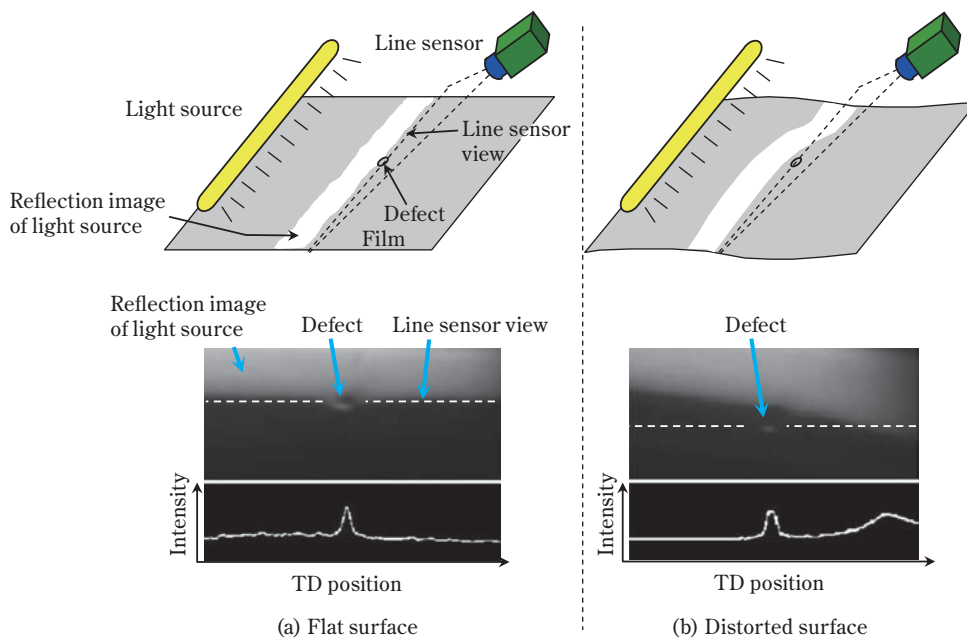 Line sensor
Light source
Line sensor
view
Reflection image
of light source
Defect
Film
Reflection image
of light source
Defect
Line sensor view
Intensity
TD position
(a) Flat surface
Defect
Intensity
TD position
(b) Distorted surface